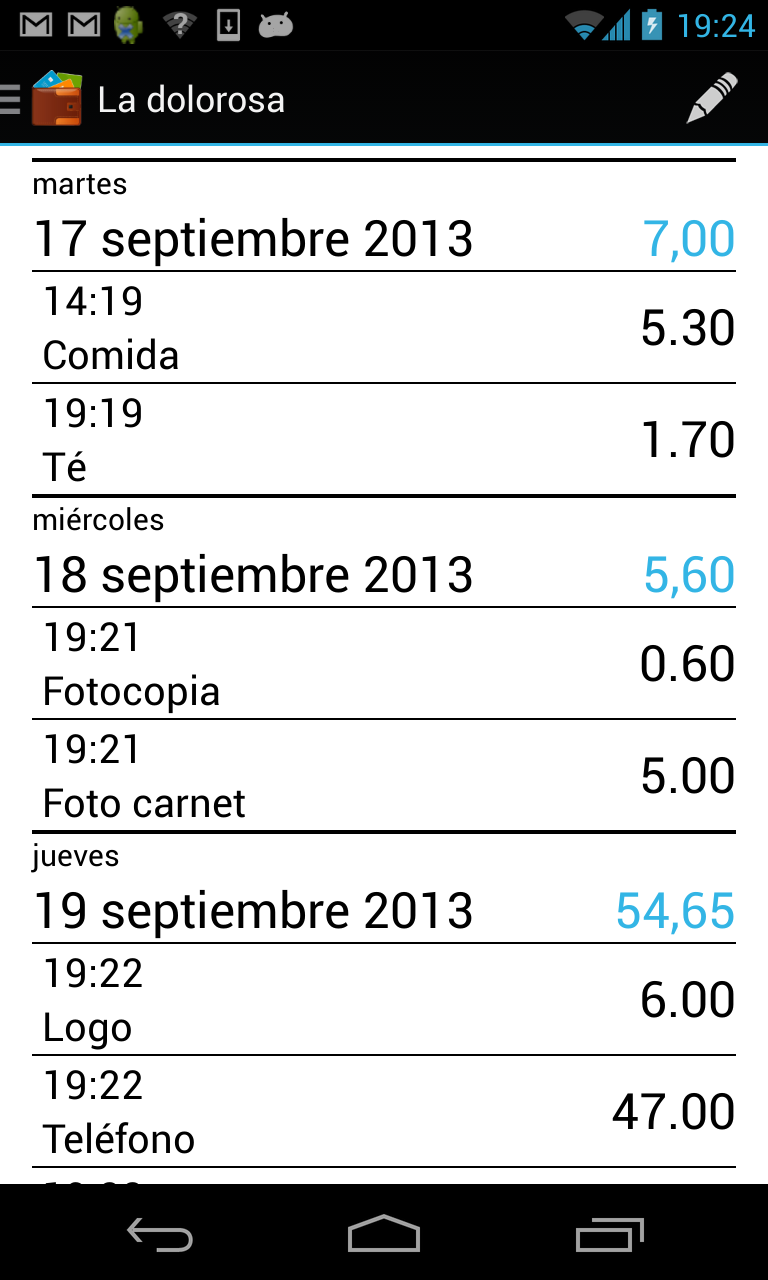 19:24
La dolorosa
martes
17 septiembre 2013 7,00
14:19
Comida 5.30
19:19
Té 1.70
miércoles
18 septiembre 2013 5,60
19:21
Fotocopia 0.60
19:21
Foto carnet 5.00
jueves
19 septiembre 2013 54,65
19:22
Logo 6.00
19:22
Teléfono 47.00